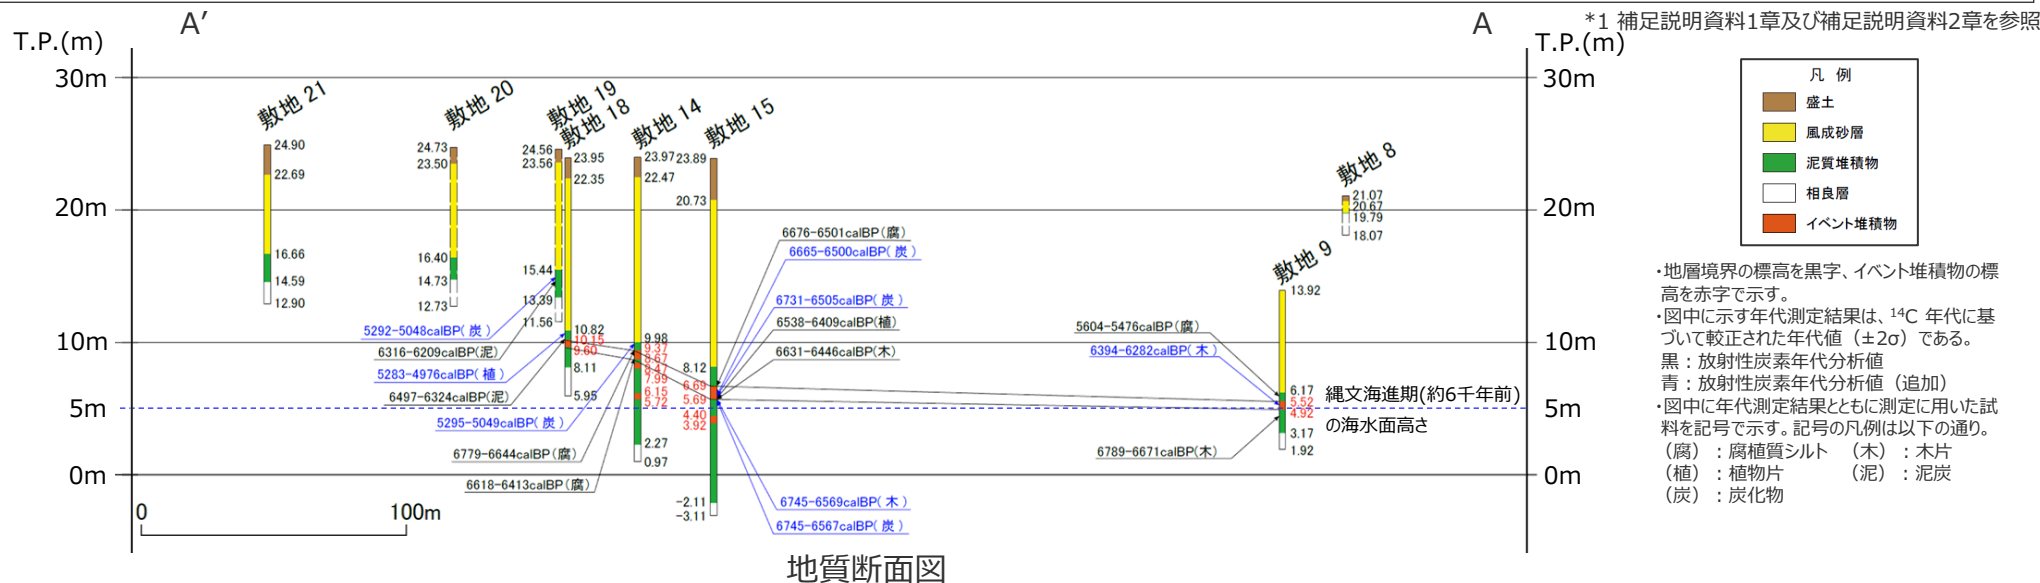 *1 補足説明資料1章及び補足説明資料2章を参照
A′
A
T.P.(m)
T.P.(m)
30m
20m
10m
5m
0m
30m
20m
10m
5m
0m
敷地 21
24.90
22.69
16.66
14.59
12.90
敷地 20
24.73
23.50
16.40
14.73
12.73
敷地 19
24.56
23.56
15.44
13.39
11.56
敷地 18
23.95
22.35
10.82
10.15
9.60
8.11
5.95
敷地 14
23.97
22.47
9.98
9.37
8.67
8.47
7.99
6.15
5.72
2.27
0.97
敷地 15
23.89
20.73
8.12
6.69
5.69
4.40
3.92
-2.11
-3.11
敷地 9
13.92
6.17
5.52
4.92
3.17
1.92
敷地 8
21.07
20.67
19.79
18.07
5292-5048calBP( 炭 )
6316-6209calBP(泥)
5283-4976calBP( 植 )
6497-6324calBP(泥)
5295-5049calBP( 炭 )
6779-6644calBP(腐)
6618-6413calBP(腐)
6676-6501calBP(腐)
6665-6500calBP( 炭 )
6731-6505calBP( 炭 )
6538-6409calBP(植)
6631-6446calBP(木)
6745-6569calBP( 木 )
6745-6567calBP( 炭 )
5604-5476calBP(腐)
6394-6282calBP( 木 )
6789-6671calBP(木)
縄文海進期(約6千年前)
の海水面高さ
0
100m
地質断面図
凡 例
盛土
風成砂層
泥質堆積物
相良層
イベント堆積物
・地層境界の標高を黒字、イベント堆積物の標
高を赤字で示す。
・図中に示す年代測定結果は、¹⁴C 年代に基
づいて較正された年代値（±2σ）である。
黒：放射性炭素年代分析値
青：放射性炭素年代分析値（追加）
・図中に年代測定結果とともに測定に用いた試
料を記号で示す。記号の凡例は以下の通り。
（腐）：腐植質シルト （木）：木片
（植）：植物片 （泥）：泥炭
（炭）：炭化物